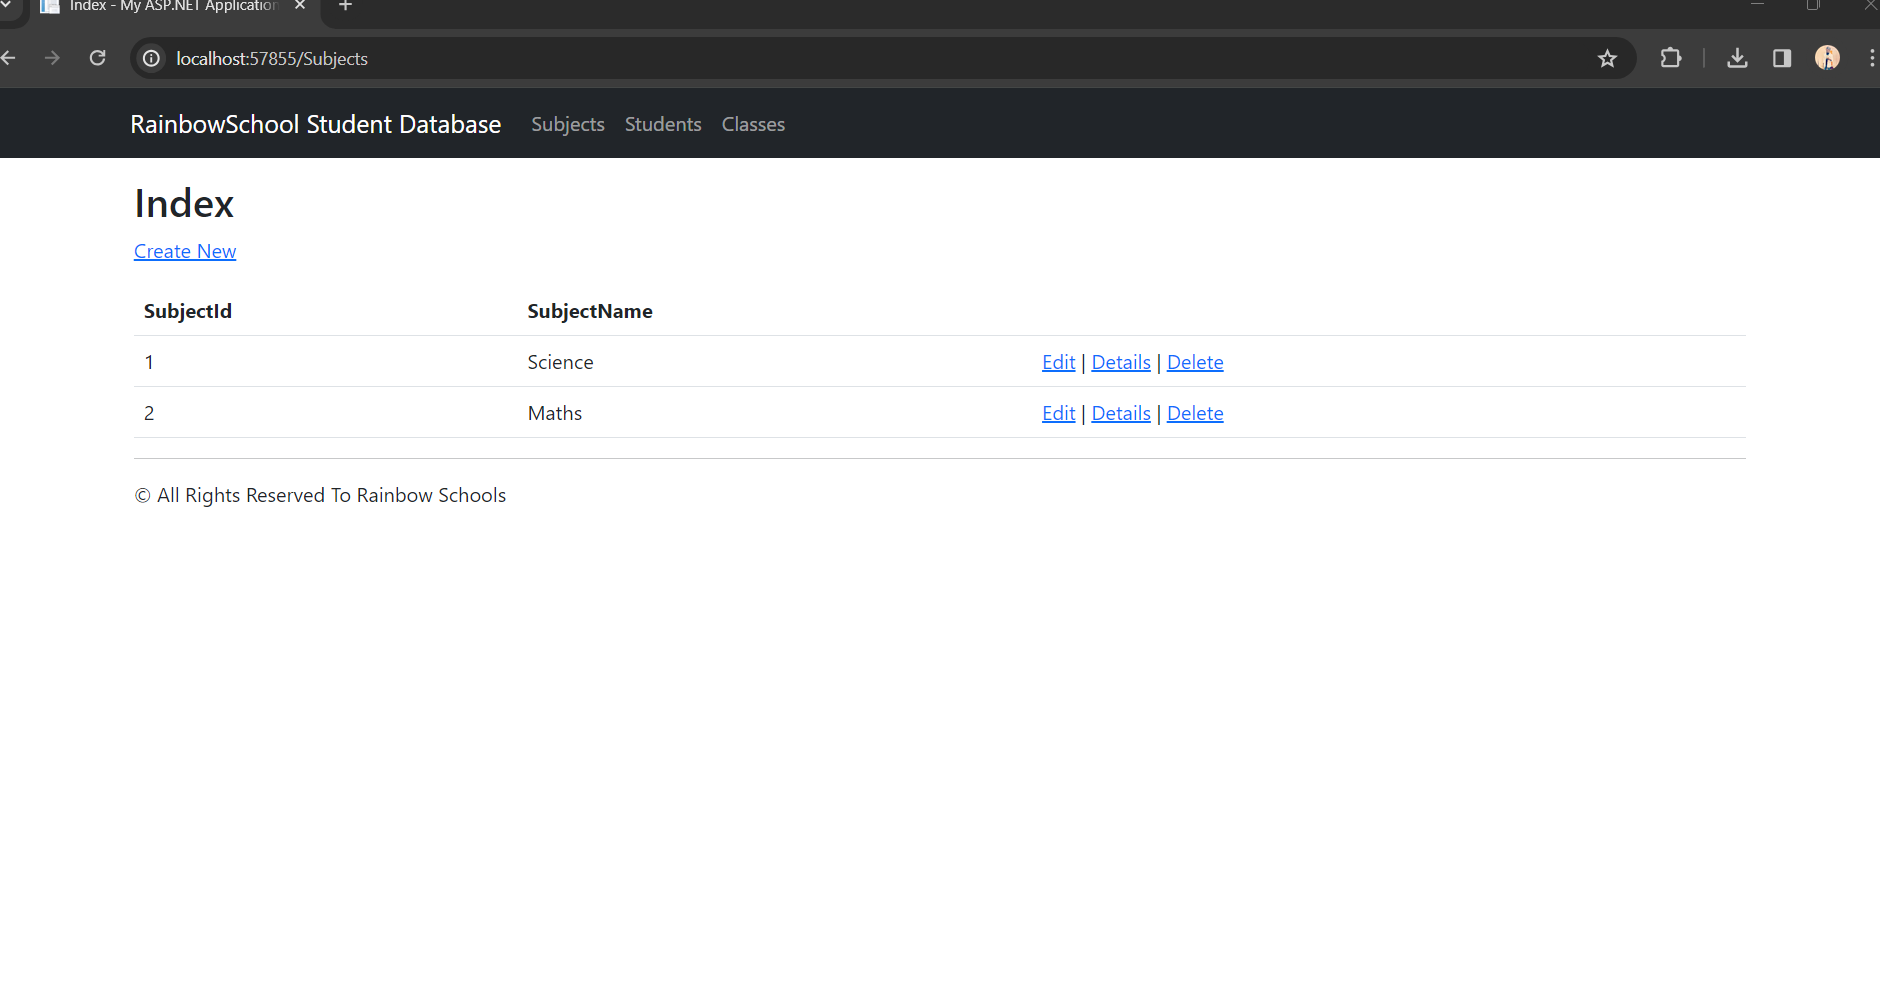 Index - My ASP.NET Application
localhost:57855/Subjects
RainbowSchool Student Database Subjects Students Classes
Index
Create New
SubjectId SubjectName
1 Science Edit | Details | Delete
2 Maths Edit | Details | Delete
© All Rights Reserved To Rainbow Schools